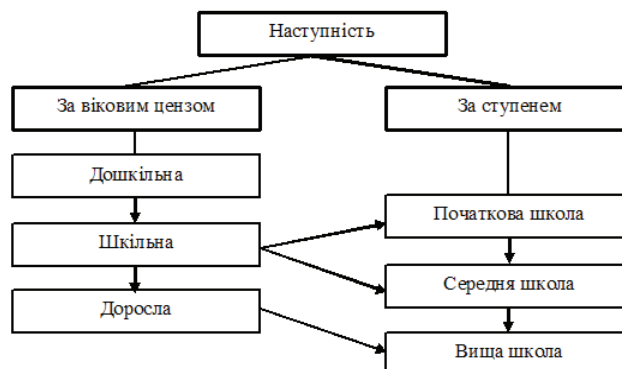 Наступність
За віковим цензом
За ступенем
Дошкільна
Шкільна
Доросла
Початкова школа
Середня школа
Вища школа